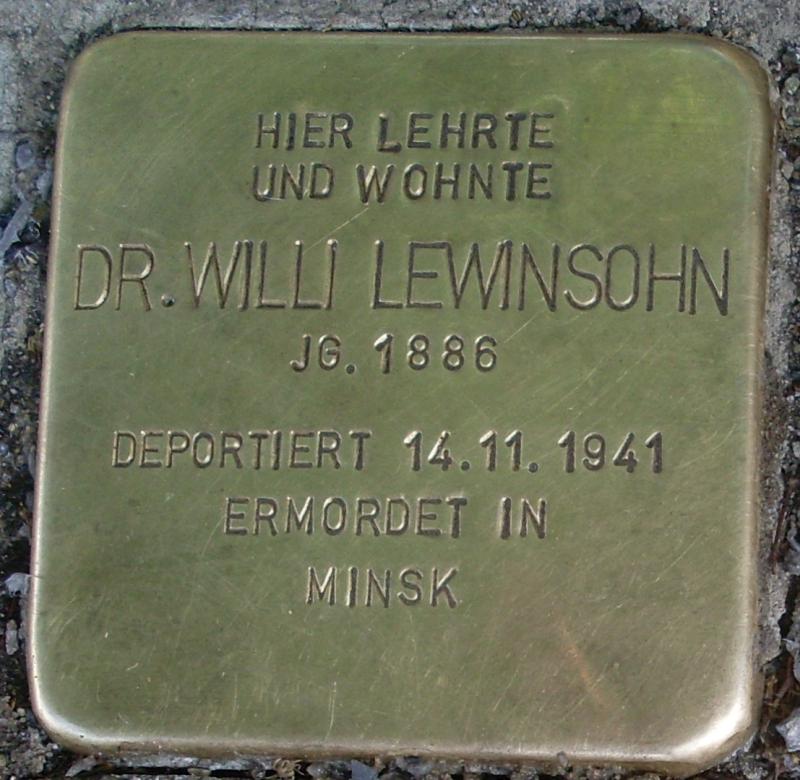 HIER LEHRTE
UND WOHNTE
DR. WILLI LEWINSOHN
JG. 1886
DEPORTIERT 14.11.1941
ERMORDET IN
MINSK